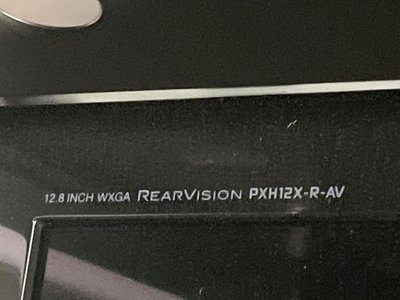 12.8 INCH WXGA REARVISION PXH12X-R-AV